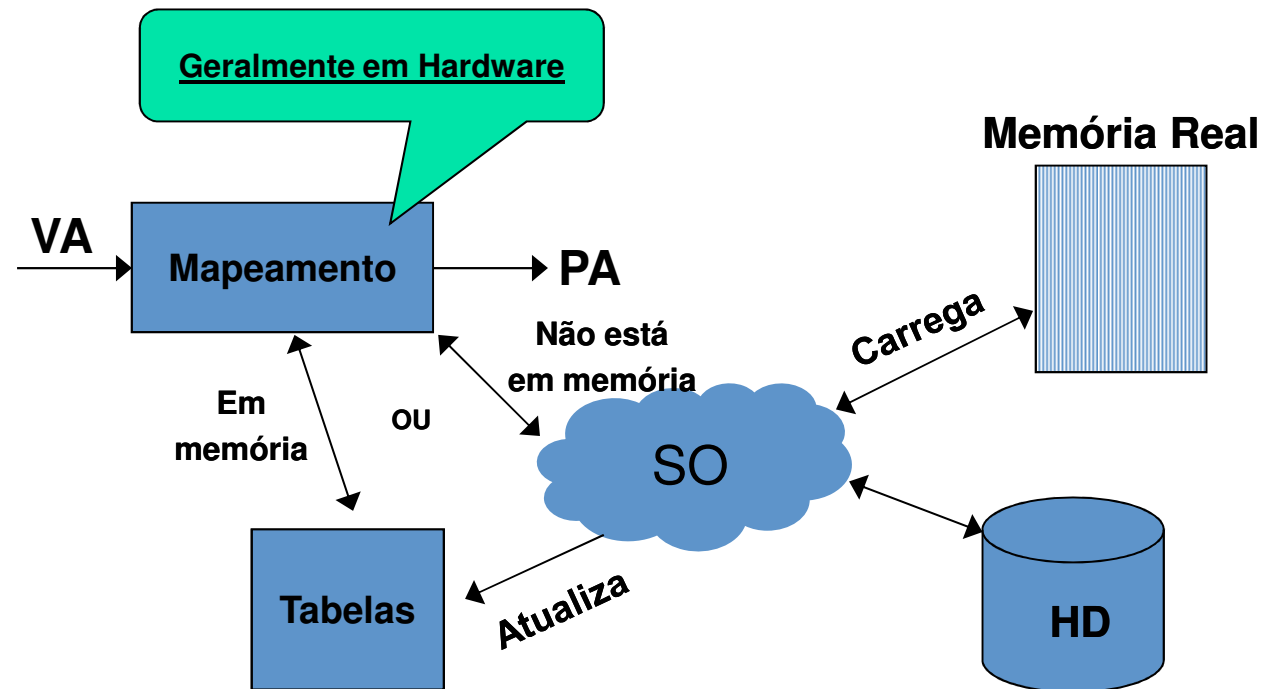 Geralmente em Hardware
Memória Real
VA
Mapeamento
PA
Não está
em memória
Carrega
Em
memória
OU
SO
Tabelas
Atualiza
HD